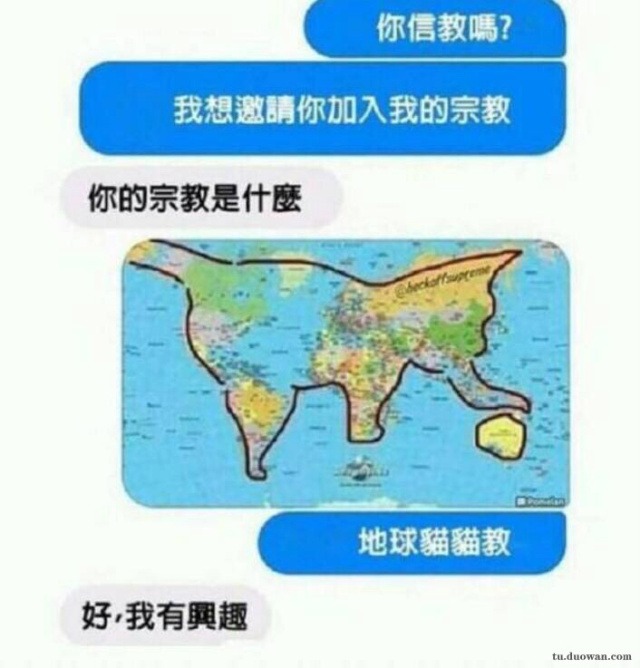 你信教嗎?
我想邀請你加入我的宗教
你的宗教是什麼
@backoffsupreme
地球貓貓教
好,我有興趣
tu.duowan.com